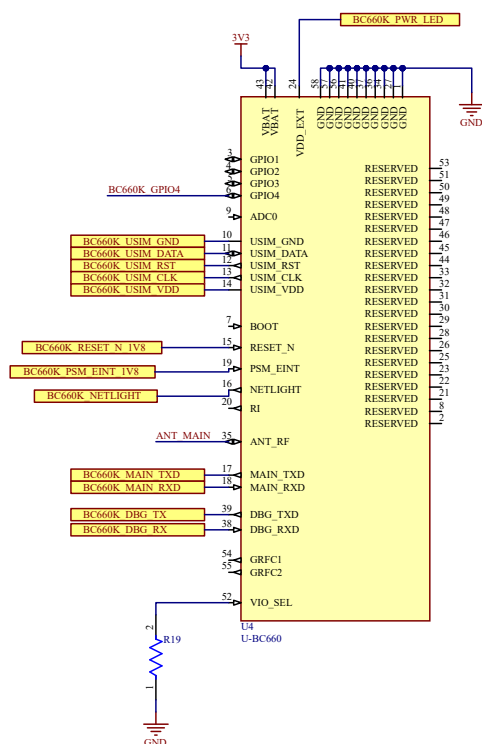 BC660K_PWR_LED
3V3
43
42
24
58
57
56
41
40
37
36
34
27
1
VBAT
VBAT
VDD_EXT
GND
GND
GND
GND
GND
GND
GND
GND
GND
GND
3 GPIO1
4 GPIO2
5 GPIO3
BC660K_GPIO4 6 GPIO4
9 ADC0
BC660K_USIM_GND 10 USIM_GND
BC660K_USIM_DATA 11 USIM_DATA
BC660K_USIM_RST 12 USIM_RST
BC660K_USIM_CLK 13 USIM_CLK
BC660K_USIM_VDD 14 USIM_VDD
7 BOOT
BC660K_RESET_N_1V8 15 RESET_N
BC660K_PSM_EINT_1V8 19 PSM_EINT
BC660K_NETLIGHT 16 NETLIGHT
20 RI
ANT_MAIN 35 ANT_RF
BC660K_MAIN_TXD 17 MAIN_TXD
BC660K_MAIN_RXD 18 MAIN_RXD
BC660K_DBG_TX 39 DBG_TXD
BC660K_DBG_RX 38 DBG_RXD
54 GRFC1
55 GRFC2
52 VIO_SEL
RESERVED 53
RESERVED 51
RESERVED 50
RESERVED 49
RESERVED 48
RESERVED 47
RESERVED 46
RESERVED 45
RESERVED 44
RESERVED 33
RESERVED 32
RESERVED 31
RESERVED 30
RESERVED 29
RESERVED 28
RESERVED 26
RESERVED 25
RESERVED 23
RESERVED 22
RESERVED 21
RESERVED 8
RESERVED 2
GND
U4
U-BC660
2
R19
1
GND